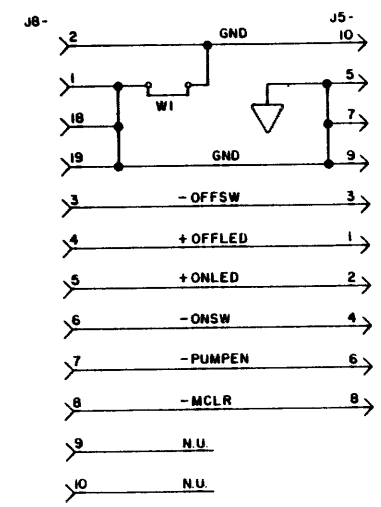 J8- J5-
2 GND 10
1 5
W1
18 7
19 GND 9
3 -OFFSW 3
4 +OFFLED 1
5 +ONLED 2
6 -ONSW 4
7 -PUMPEN 6
8 -MCLR 8
9 N.U.
10 N.U.